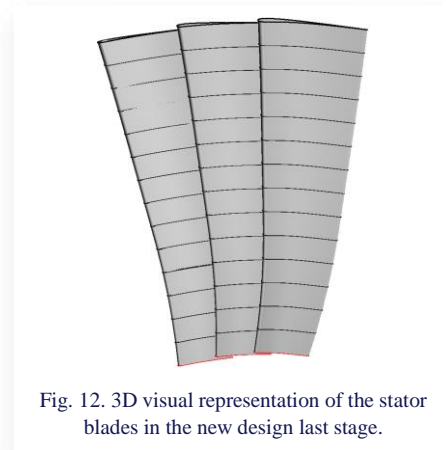 Fig. 12. 3D visual representation of the stator
blades in the new design last stage.